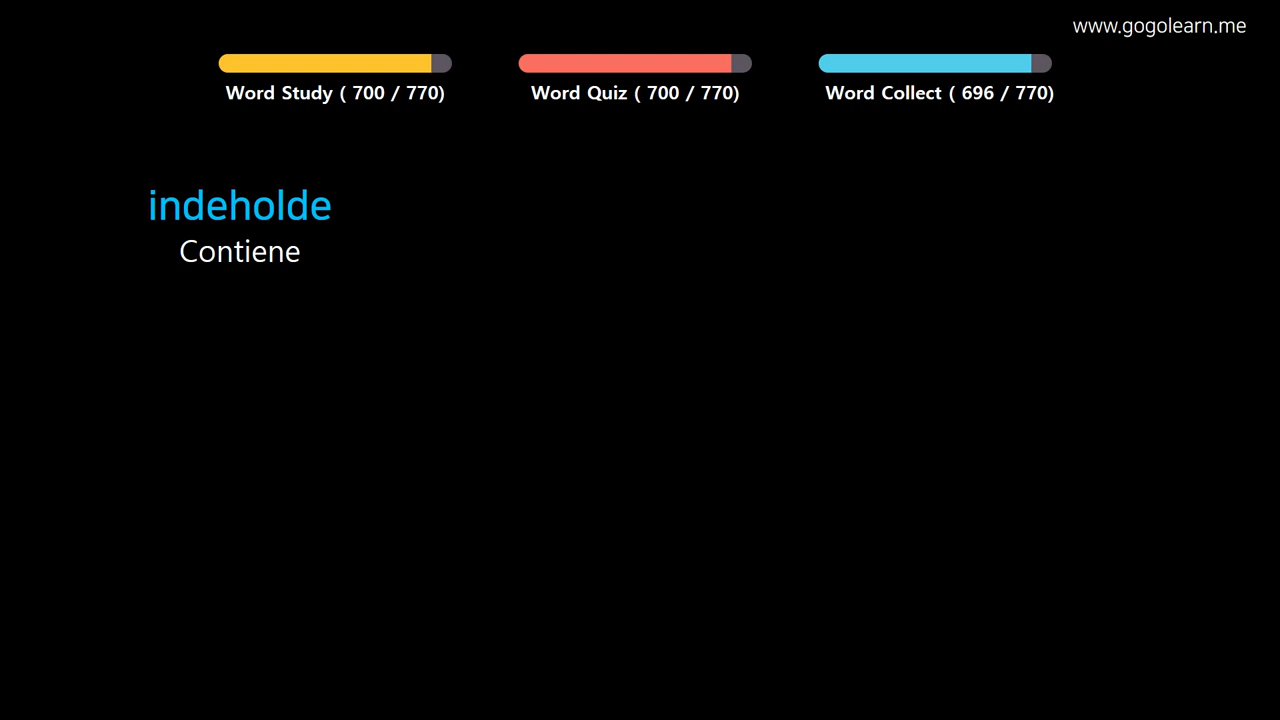 www.gogolearn.me
Word Study ( 700 / 770)
Word Quiz ( 700 / 770)
Word Collect ( 696 / 770)
indeholde
Contiene